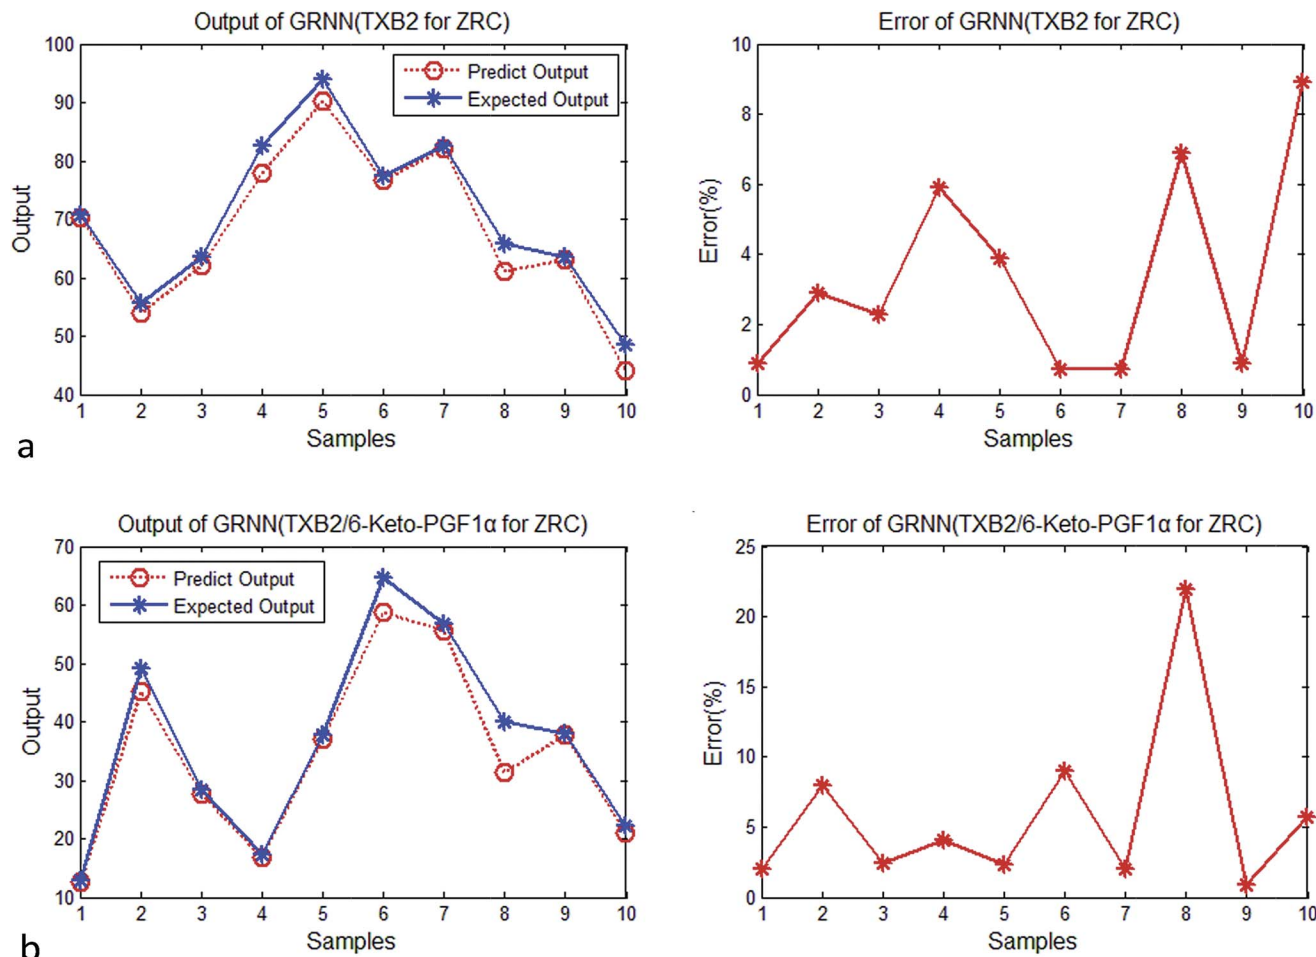 Output of GRNN(TXB2 for ZRC)
100
90
80
70
60
50
40
Output
Predict Output
Expected Output
1 2 3 4 5 6 7 8 9 10
Samples
Error of GRNN(TXB2 for ZRC)
10
8
6
4
2
0
Error(%)
1 2 3 4 5 6 7 8 9 10
Samples
a
Output of GRNN(TXB2/6-Keto-PGF1α for ZRC)
70
60
50
40
30
20
10
Output
Predict Output
Expected Output
1 2 3 4 5 6 7 8 9 10
Samples
Error of GRNN(TXB2/6-Keto-PGF1α for ZRC)
25
20
15
10
5
0
Error(%)
1 2 3 4 5 6 7 8 9 10
Samples
b